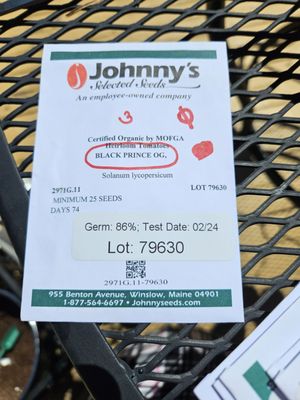 Johnny's
Selected Seeds
An employee-owned company
3
Certified Organic by MOFGA
Heirloom Tomatoes
BLACK PRINCE OG,
Solanum lycopersicum
2971G.11 LOT 79630
MINIMUM 25 SEEDS
DAYS 74
Germ: 86%; Test Date: 02/24
Lot: 79630
2971G.11-79630
955 Benton Avenue, Winslow, Maine 04901
1-877-564-6697 • Johnnyseeds.com